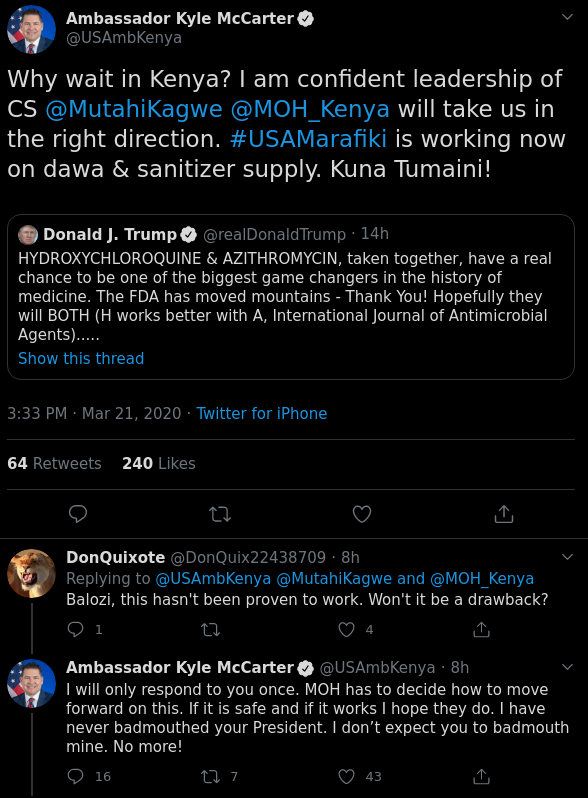 Ambassador Kyle McCarter
@USAmbKenya
Why wait in Kenya? I am confident leadership of
CS @MutahiKagwe @MOH_Kenya will take us in
the right direction. #USAMarafiki is working now
on dawa & sanitizer supply. Kuna Tumaini!
Donald J. Trump @realDonaldTrump · 14h
HYDROXYCHLOROQUINE & AZITHROMYCIN, taken together, have a real
chance to be one of the biggest game changers in the history of
medicine. The FDA has moved mountains - Thank You! Hopefully they
will BOTH (H works better with A, International Journal of Antimicrobial
Agents).....
Show this thread
3:33 PM · Mar 21, 2020 · Twitter for iPhone
64 Retweets 240 Likes
DonQuixote @DonQuix22438709 · 8h
Replying to @USAmbKenya @MutahiKagwe and @MOH_Kenya
Balozi, this hasn't been proven to work. Won't it be a drawback?
1 4
Ambassador Kyle McCarter @USAmbKenya · 8h
I will only respond to you once. MOH has to decide how to move
forward on this. If it is safe and if it works I hope they do. I have
never badmouthed your President. I don’t expect you to badmouth
mine. No more!
16 7 43